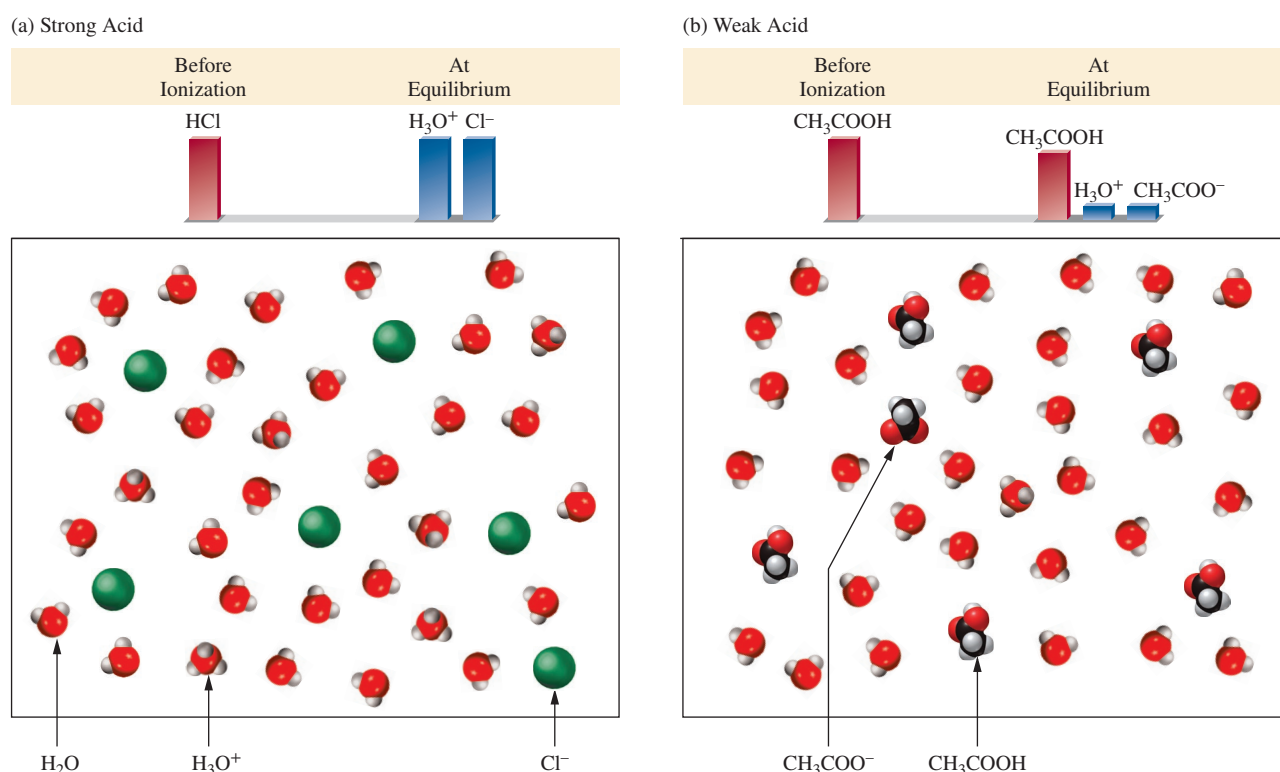 (a) Strong Acid
Before
Ionization
At
Equilibrium
HCl
H₃O⁺ Cl⁻
H₂O
H₃O⁺
Cl⁻
(b) Weak Acid
Before
Ionization
At
Equilibrium
CH₃COOH
CH₃COOH
H₃O⁺
CH₃COO⁻
CH₃COO⁻
CH₃COOH